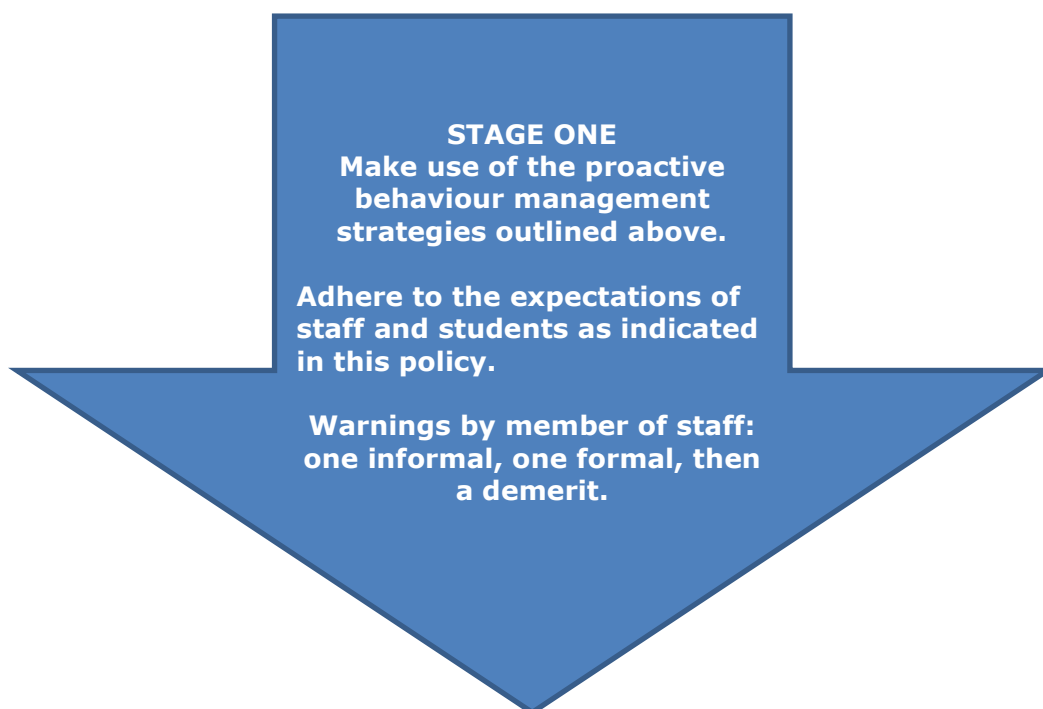 STAGE ONE
Make use of the proactive
behaviour management
strategies outlined above.
Adhere to the expectations of
staff and students as indicated
in this policy.
Warnings by member of staff:
one informal, one formal, then
a demerit.